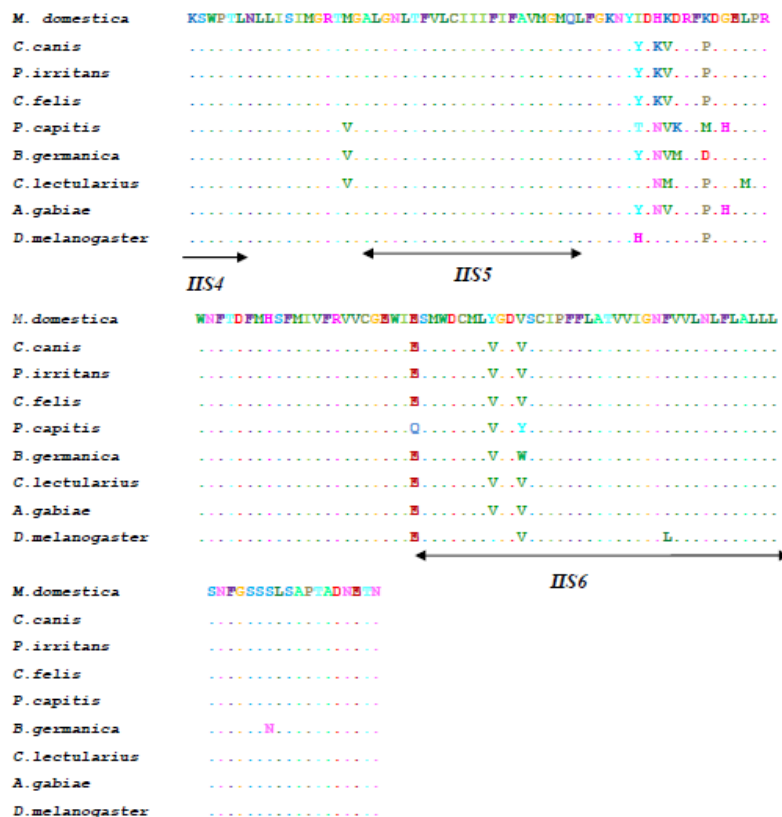 M. domestica KSWPTLNLLISIMGRTMGALGNLTFVLCIIIFIFAVMGMQLFGKNYIDHKDRFKDGELPR
C.canis ..............................................Y.KV...P......
P.irritans ..............................................Y.KV...P......
C.felis ..............................................Y.KV...P......
P.capitis ................V.............................T.NVK..M.H....
B.germanica ................V.............................Y.NVM..D......
C.lectularius ................V...............................NM...P...M..
A.gabiae ..............................................Y.NV...P.H....
D.melanogaster ..............................................H......P......
IIS4 IIS5
M.domestica WNFTDFMHSFMIVFRVVCGEWIESMWDCMLYGDVSCIPFFLATVVIGNFVVLNLFLALLL
C.canis ......................E.......V..V..........................
P.irritans ......................E.......V..V..........................
C.felis ......................E.......V..V..........................
P.capitis ......................Q.......V..Y..........................
B.germanica ......................E.......V..W..........................
C.lectularius ......................E.......V..V..........................
A.gabiae ......................E.......V..V..........................
D.melanogaster ......................E..........V..............L...........
IIS6
M.domestica SNFGSSSLSAPTADNETN
C.canis ..................
P.irritans ..................
C.felis ..................
P.capitis ..................
B.germanica ......N...........
C.lectularius ..................
A.gabiae ..................
D.melanogaster ..................